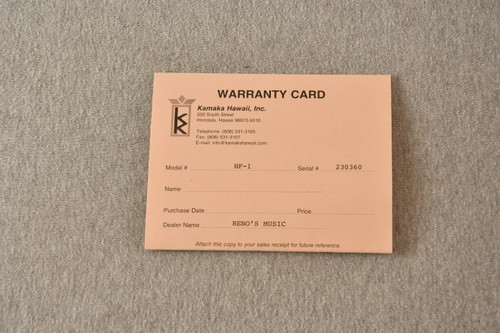 WARRANTY CARD
Kamaka Hawaii, Inc.
550 South Street
Honolulu, Hawaii 96813-5010
Telephone: (808) 531-3165
Fax: (808) 531-3167
E-mail: info@kamakahawaii.com
Model # HF-1 Serial # 230360
Name
Purchase Date Price
Dealer Name RENO'S MUSIC
Attach this copy to your sales receipt for future reference.